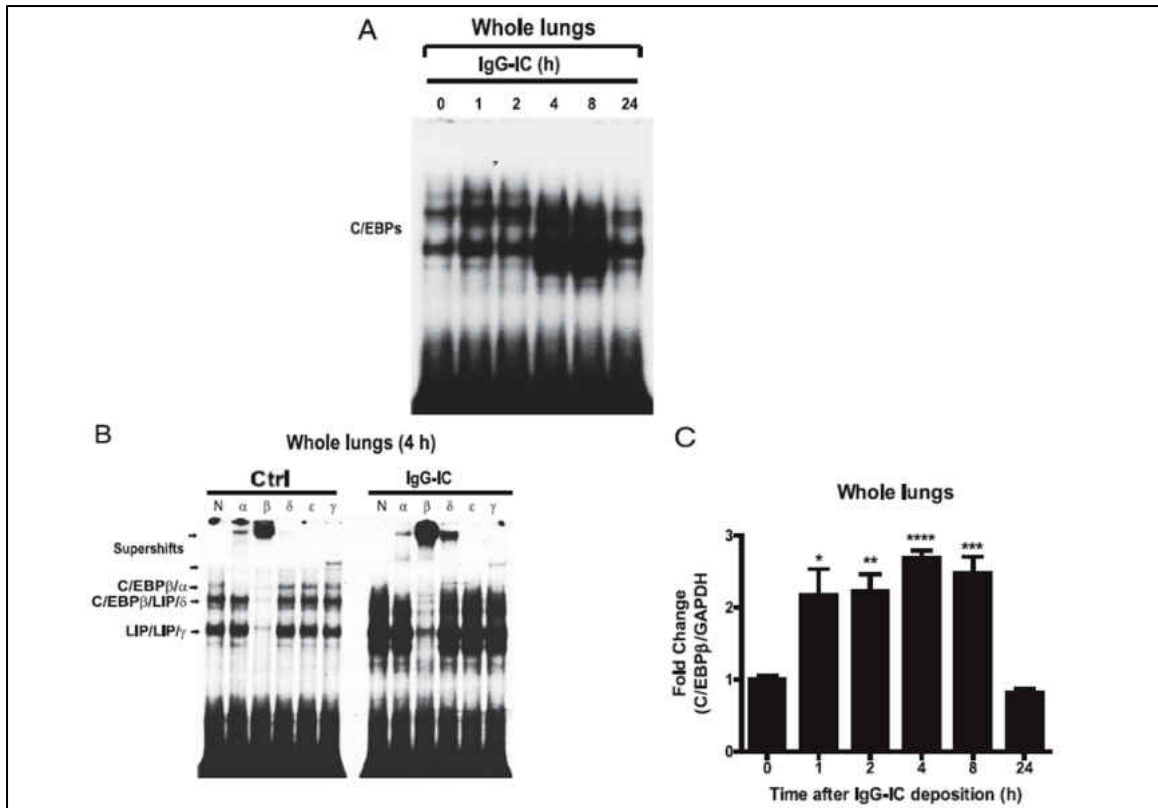 A
Whole lungs
IgG-IC (h)
0 1 2 4 8 24
C/EBPs
B
Whole lungs (4 h)
Ctrl IgG-IC
N α β δ ε γ N α β δ ε γ
Supershifts
C/EBPβ/α
C/EBPβ/LIP/δ
LIP/LIP/γ
C
Whole lungs
Fold Change
(C/EBPβ/GAPDH
3
2
1
0
* ** **** ***
0 1 2 4 8 24
Time after IgG-IC deposition (h)